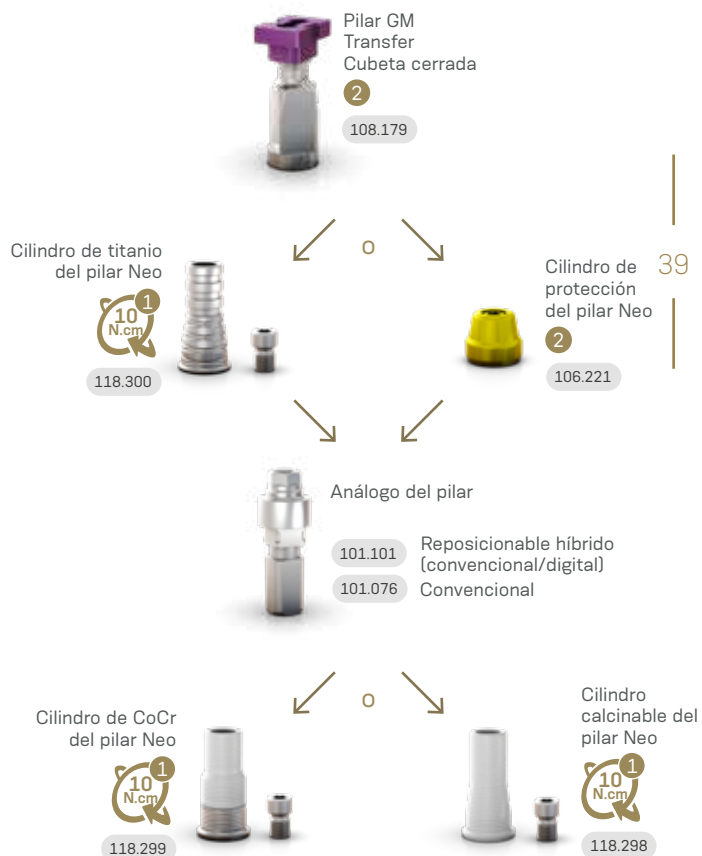 Pilar GM
Transfer
Cubeta cerrada
2
108.179
o
Cilindro de titanio
del pilar Neo
1
10
N.cm
118.300
Cilindro de
protección
del pilar Neo
2
106.221
39
Análogo del pilar
101.101 Reposicionable híbrido
(convencional/digital)
101.076 Convencional
o
Cilindro de CoCr
del pilar Neo
1
10
N.cm
118.299
Cilindro
calcinable del
pilar Neo
1
10
N.cm
118.298